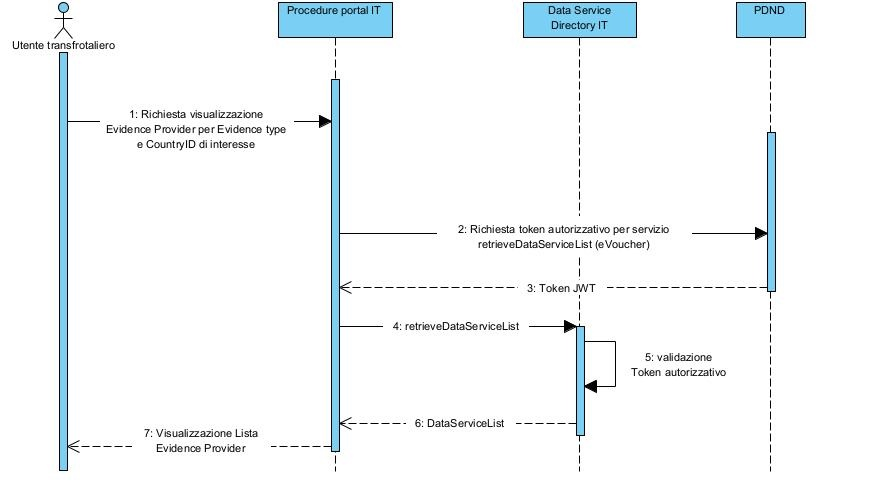 Procedure portal IT
Data Service
Directory IT
PDND
Utente transfrotaliero
1: Richiesta visualizzazione
Evidence Provider per Evidence type
e CountryID di interesse
2: Richiesta token autorizzativo per servizio
retrieveDataServiceList (eVoucher)
3: Token JWT
4: retrieveDataServiceList
5: validazione
Token autorizzativo
6: DataServiceList
7: Visualizzazione Lista
Evidence Provider